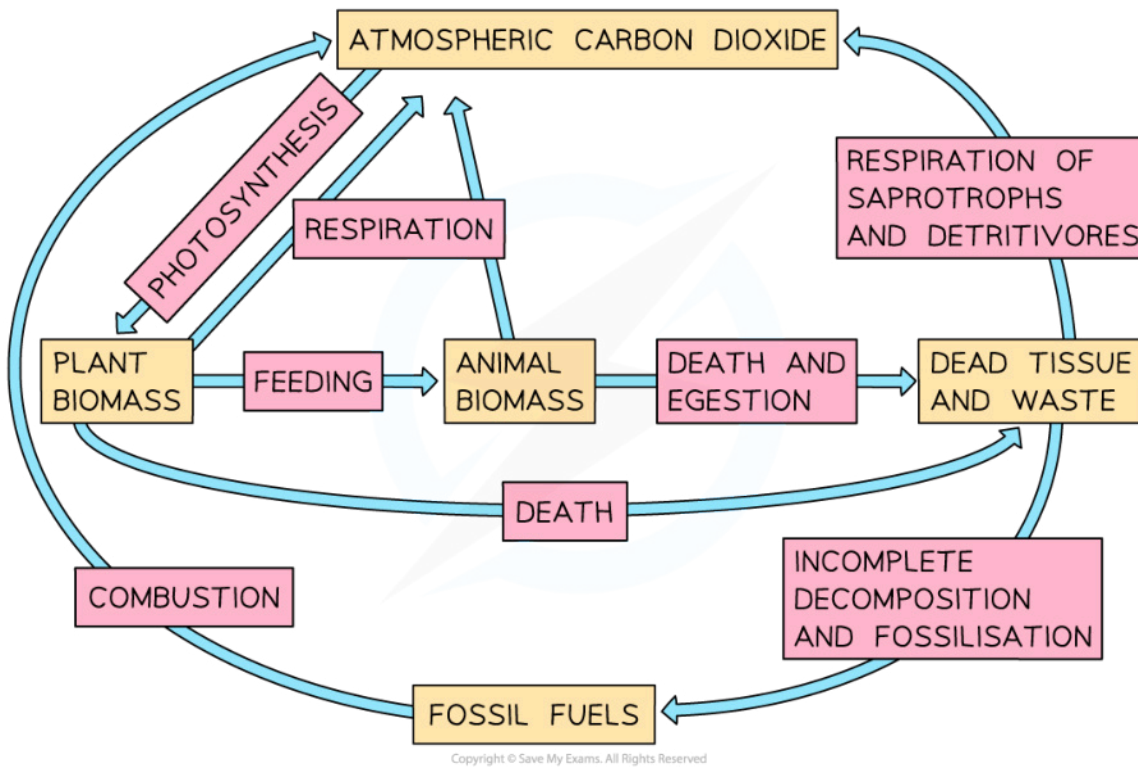 ATMOSPHERIC CARBON DIOXIDE
PHOTOSYNTHESIS
RESPIRATION
RESPIRATION OF
SAPROTROPHS
AND DETRITIVORES
PLANT
BIOMASS
FEEDING
ANIMAL
BIOMASS
DEATH AND
EGESTION
DEAD TISSUE
AND WASTE
DEATH
COMBUSTION
INCOMPLETE
DECOMPOSITION
AND FOSSILISATION
FOSSIL FUELS
Copyright © Save My Exams. All Rights Reserved